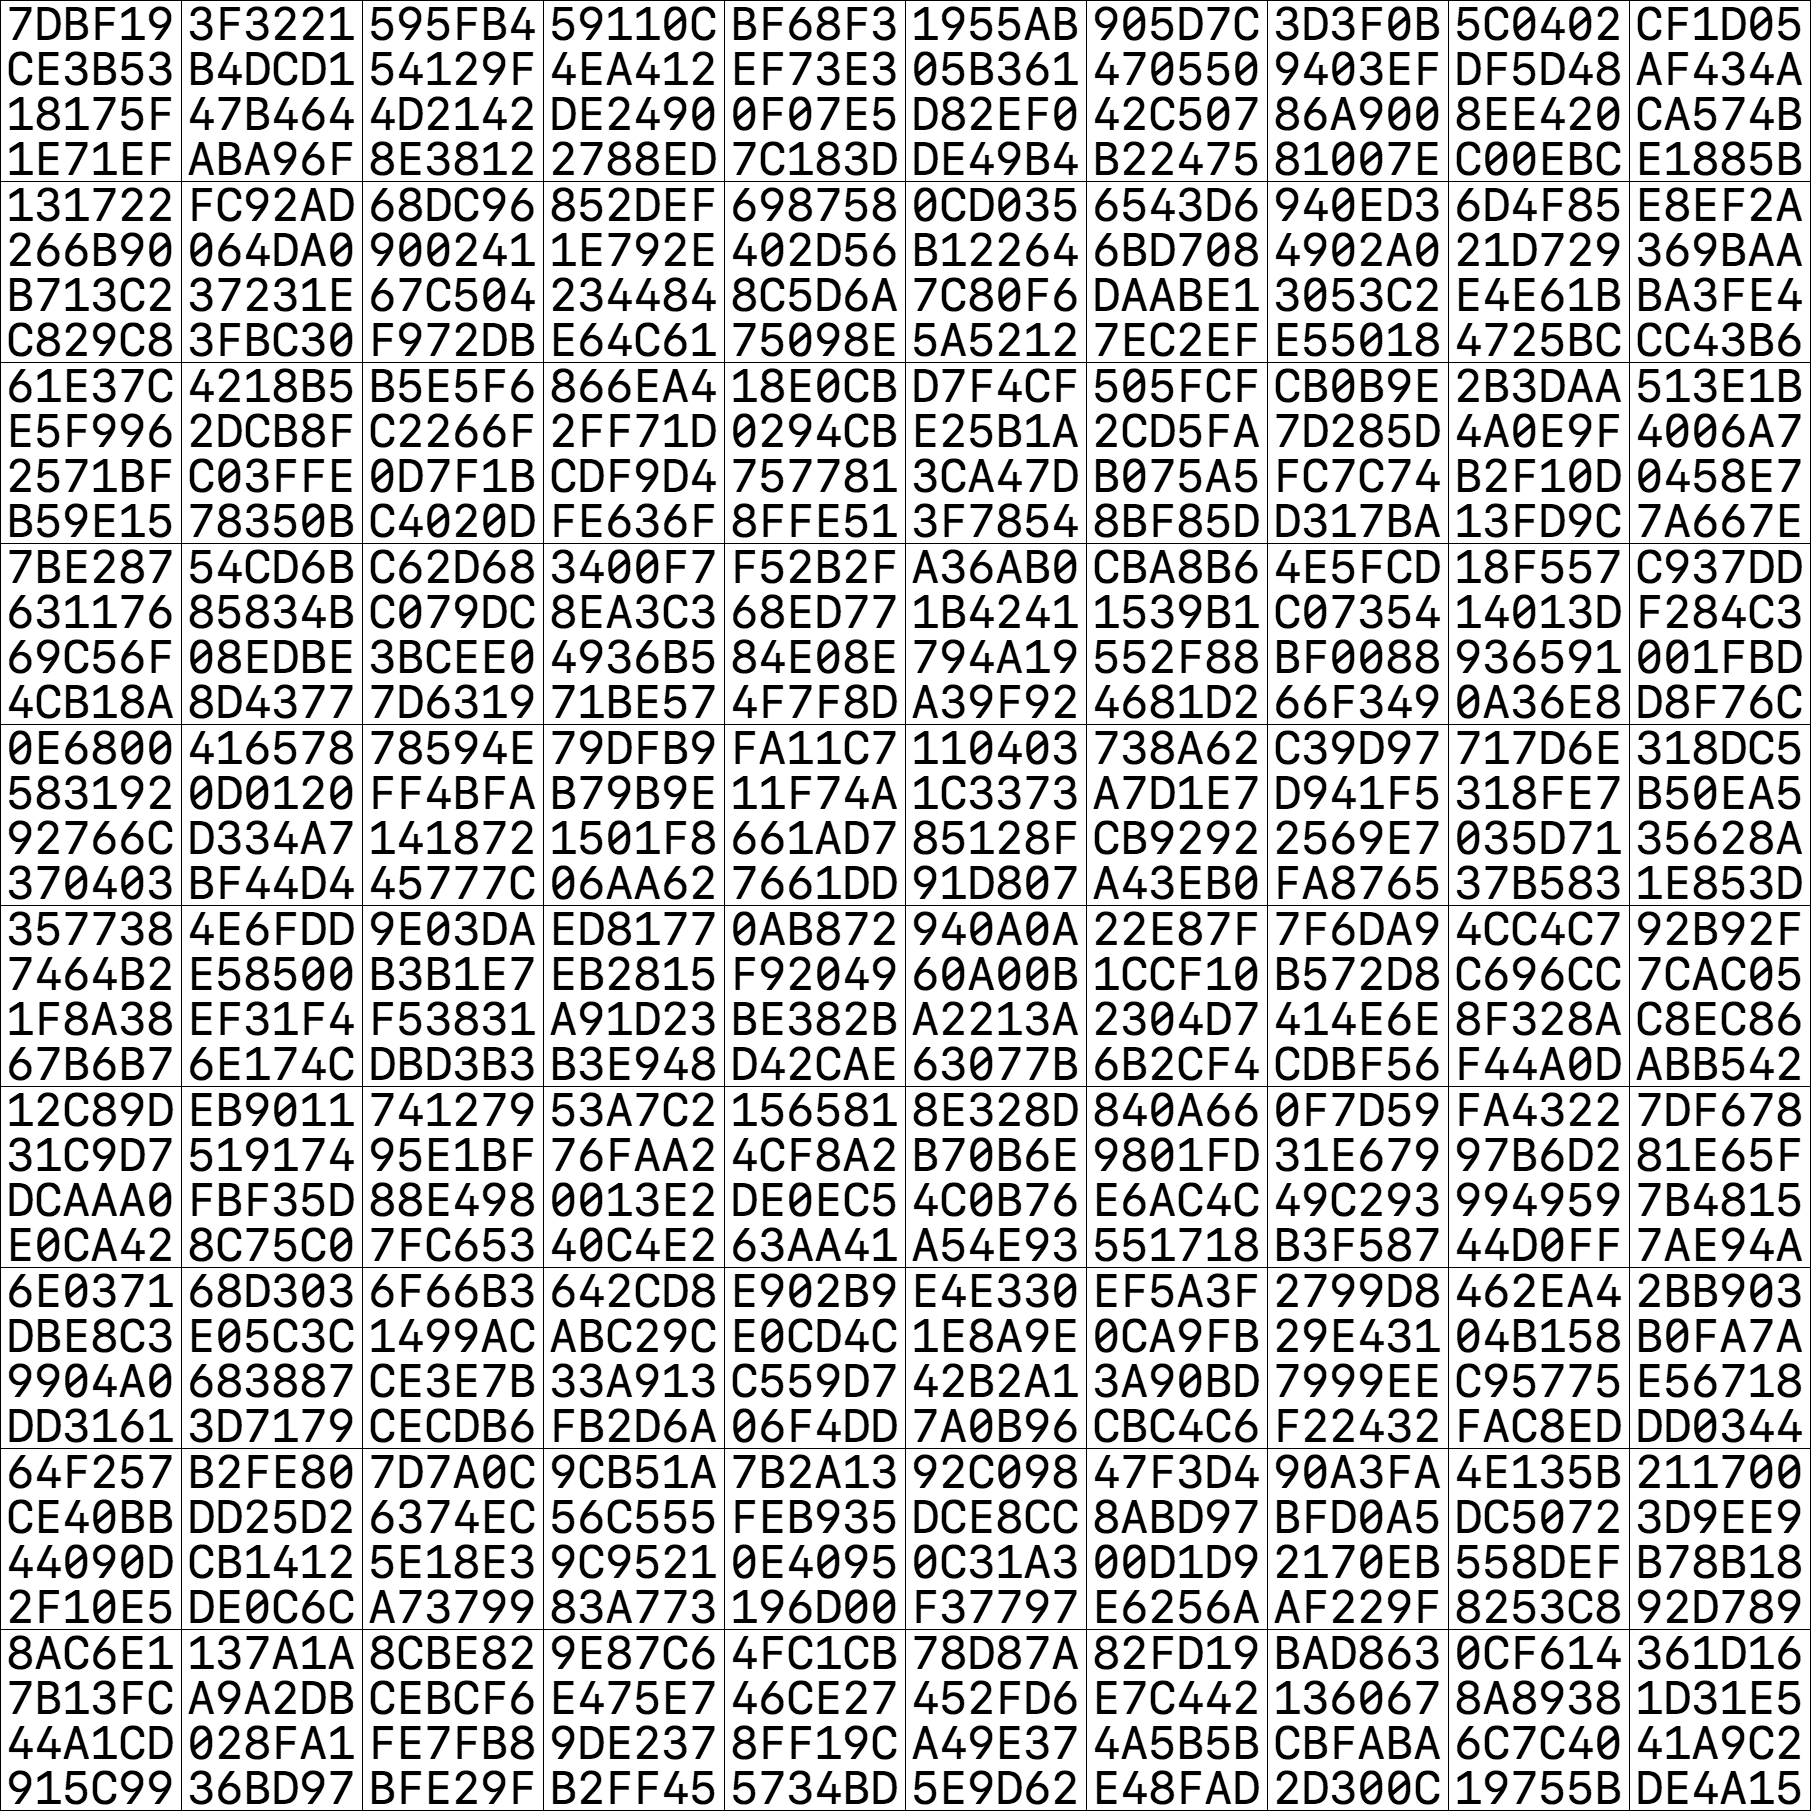 7DBF19 3F3221 595FB4 59110C BF68F3 1955AB 905D7C 3D3F0B 5C0402 CF1D05
CE3B53 B4DCD1 54129F 4EA412 EF73E3 05B361 470550 9403EF DF5D48 AF434A
18175F 47B464 4D2142 DE2490 0F07E5 D82EF0 42C507 86A900 8EE420 CA574B
1E71EF ABA96F 8E3812 2788ED 7C183D DE49B4 B22475 81007E C00EBC E1885B
131722 FC92AD 68DC96 852DEF 698758 0CD035 6543D6 940ED3 6D4F85 E8EF2A
266B90 064DA0 900241 1E792E 402D56 B12264 6BD708 4902A0 21D729 369BAA
B713C2 37231E 67C504 234484 8C5D6A 7C80F6 DAABE1 3053C2 E4E61B BA3FE4
C829C8 3FBC30 F972DB E64C61 75098E 5A5212 7EC2EF E55018 4725BC CC43B6
61E37C 4218B5 B5E5F6 866EA4 18E0CB D7F4CF 505FCF CB0B9E 2B3DAA 513E1B
E5F996 2DCB8F C2266F 2FF71D 0294CB E25B1A 2CD5FA 7D285D 4A0E9F 4006A7
2571BF C03FFE 0D7F1B CDF9D4 757781 3CA47D B075A5 FC7C74 B2F10D 0458E7
B59E15 78350B C4020D FE636F 8FFE51 3F7854 8BF85D D317BA 13FD9C 7A667E
7BE287 54CD6B C62D68 3400F7 F52B2F A36AB0 CBA8B6 4E5FCD 18F557 C937DD
631176 85834B C079DC 8EA3C3 68ED77 1B4241 1539B1 C07354 14013D F284C3
69C56F 08EDBE 3BCEE0 4936B5 84E08E 794A19 552F88 BF0088 936591 001FBD
4CB18A 8D4377 7D6319 71BE57 4F7F8D A39F92 4681D2 66F349 0A36E8 D8F76C
0E6800 416578 78594E 79DFB9 FA11C7 110403 738A62 C39D97 717D6E 318DC5
583192 0D0120 FF4BFA B79B9E 11F74A 1C3373 A7D1E7 D941F5 318FE7 B50EA5
92766C D334A7 141872 1501F8 661AD7 85128F CB9292 2569E7 035D71 35628A
370403 BF44D4 45777C 06AA62 7661DD 91D807 A43EB0 FA8765 37B583 1E853D
357738 4E6FDD 9E03DA ED8177 0AB872 940A0A 22E87F 7F6DA9 4CC4C7 92B92F
7464B2 E58500 B3B1E7 EB2815 F92049 60A00B 1CCF10 B572D8 C696CC 7CAC05
1F8A38 EF31F4 F53831 A91D23 BE382B A2213A 2304D7 414E6E 8F328A C8EC86
67B6B7 6E174C DBD3B3 B3E948 D42CAE 63077B 6B2CF4 CDBF56 F44A0D ABB542
12C89D EB9011 741279 53A7C2 156581 8E328D 840A66 0F7D59 FA4322 7DF678
31C9D7 519174 95E1BF 76FAA2 4CF8A2 B70B6E 9801FD 31E679 97B6D2 81E65F
DCAAA0 FBF35D 88E498 0013E2 DE0EC5 4C0B76 E6AC4C 49C293 994959 7B4815
E0CA42 8C75C0 7FC653 40C4E2 63AA41 A54E93 551718 B3F587 44D0FF 7AE94A
6E0371 68D303 6F66B3 642CD8 E902B9 E4E330 EF5A3F 2799D8 462EA4 2BB903
DBE8C3 E05C3C 1499AC ABC29C E0CD4C 1E8A9E 0CA9FB 29E431 04B158 B0FA7A
9904A0 683887 CE3E7B 33A913 C559D7 42B2A1 3A90BD 7999EE C95775 E56718
DD3161 3D7179 CECDB6 FB2D6A 06F4DD 7A0B96 CBC4C6 F22432 FAC8ED DD0344
64F257 B2FE80 7D7A0C 9CB51A 7B2A13 92C098 47F3D4 90A3FA 4E135B 211700
CE40BB DD25D2 6374EC 56C555 FEB935 DCE8CC 8ABD97 BFD0A5 DC5072 3D9EE9
44090D CB1412 5E18E3 9C9521 0E4095 0C31A3 00D1D9 2170EB 558DEF B78B18
2F10E5 DE0C6C A73799 83A773 196D00 F37797 E6256A AF229F 8253C8 92D789
8AC6E1 137A1A 8CBE82 9E87C6 4FC1CB 78D87A 82FD19 BAD863 0CF614 361D16
7B13FC A9A2DB CEBCF6 E475E7 46CE27 452FD6 E7C442 136067 8A8938 1D31E5
44A1CD 028FA1 FE7FB8 9DE237 8FF19C A49E37 4A5B5B CBFABA 6C7C40 41A9C2
915C99 36BD97 BFE29F B2FF45 5734BD 5E9D62 E48FAD 2D300C 19755B DE4A15